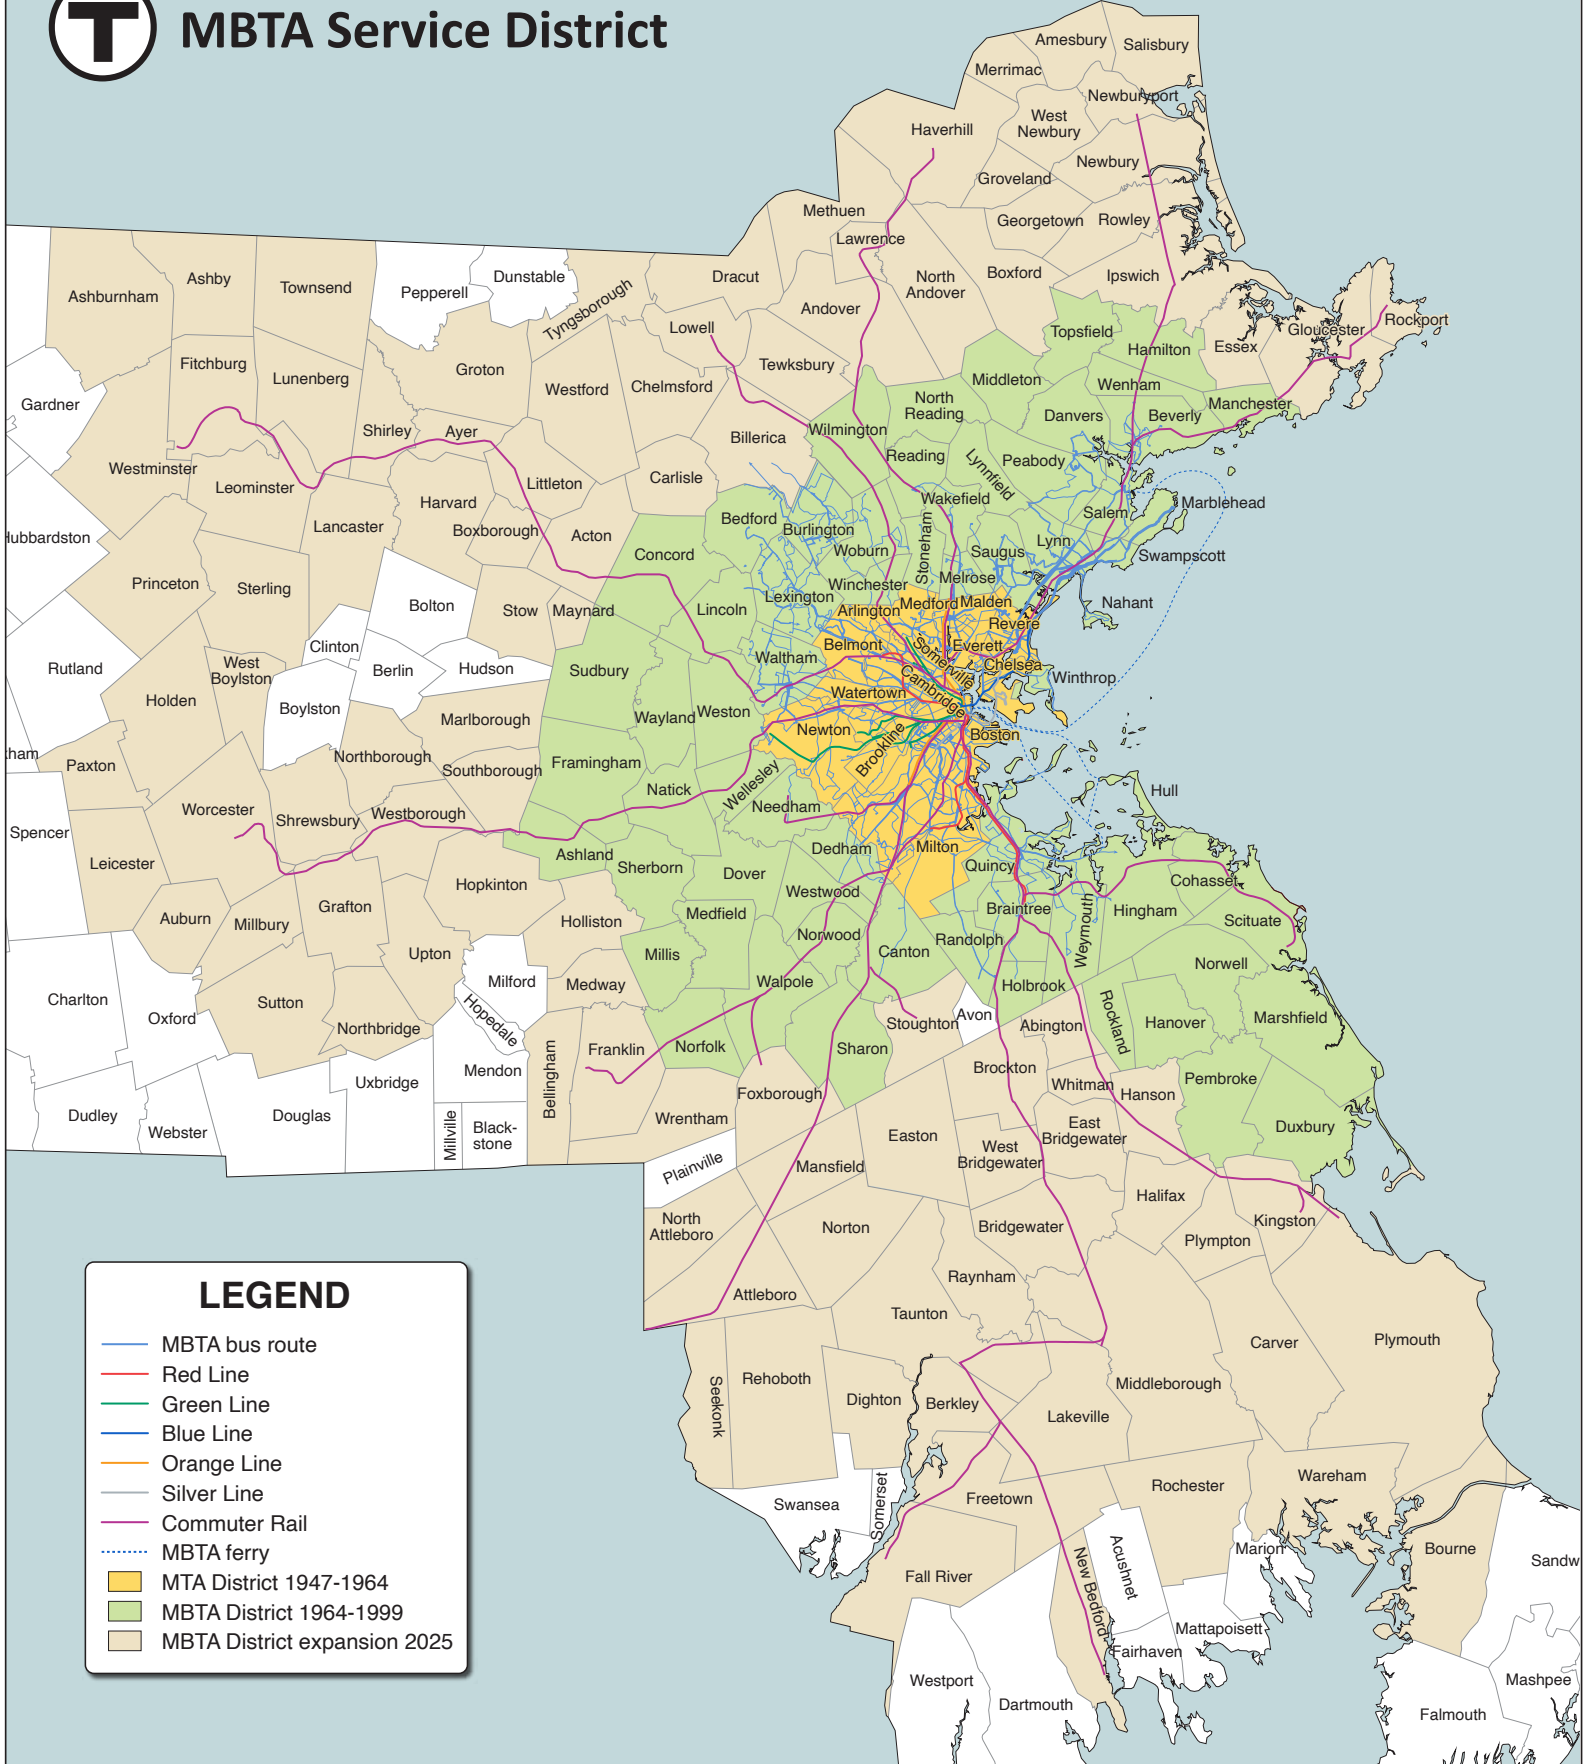 T
MBTA Service District
Amesbury
Salisbury
Merrimac
Newburyport
West
Newbury
Haverhill
Newbury
Groveland
Methuen
Georgetown
Rowley
Lawrence
Dracut
North
Andover
Boxford
Ipswich
Ashburnham
Ashby
Townsend
Pepperell
Dunstable
Tyngsborough
Andover
Lowell
Topsfield
Hamilton
Essex
Gloucester
Rockport
Fitchburg
Lunenberg
Groton
Westford
Chelmsford
Tewksbury
Middleton
Wenham
Gardner
North
Reading
Danvers
Beverly
Manchester
Shirley
Ayer
Billerica
Wilmington
Reading
Lynnfield
Peabody
Westminster
Leominster
Littleton
Carlisle
Wakefield
Harvard
Salem
Marblehead
Lancaster
Boxborough
Acton
Bedford
Burlington
Stoneham
Lynn
Hubbardston
Concord
Woburn
Saugus
Swampscott
Princeton
Sterling
Winchester
Melrose
Bolton
Stow
Maynard
Lincoln
Lexington
Arlington
Medford
Malden
Nahant
Revere
Clinton
Belmont
Somerville
Everett
Rutland
West
Boylston
Berlin
Hudson
Sudbury
Waltham
Chelsea
Cambridge
Winthrop
Holden
Boylston
Marlborough
Wayland
Weston
Watertown
Newton
Boston
Brookline
ham
Paxton
Northborough
Southborough
Framingham
Natick
Wellesley
Needham
Hull
Worcester
Shrewsbury
Westborough
Spencer
Leicester
Ashland
Sherborn
Dover
Dedham
Milton
Quincy
Hopkinton
Westwood
Cohasset
Auburn
Millbury
Grafton
Holliston
Medfield
Braintree
Weymouth
Hingham
Scituate
Upton
Millis
Norwood
Canton
Randolph
Norwell
Milford
Medway
Walpole
Holbrook
Charlton
Oxford
Sutton
Northbridge
Hopedale
Stoughton
Avon
Abington
Rockland
Hanover
Marshfield
Franklin
Norfolk
Sharon
Brockton
Bellingham
Mendon
Uxbridge
Foxborough
Whitman
Hanson
Pembroke
Dudley
Webster
Douglas
Millville
Black-
stone
Wrentham
Easton
West
Bridgewater
East
Bridgewater
Duxbury
Plainville
Mansfield
Halifax
North
Attleboro
Norton
Bridgewater
Plympton
Kingston
Raynham
Attleboro
Taunton
Carver
Plymouth
Seekonk
Rehoboth
Dighton
Berkley
Middleborough
Lakeville
Swansea
Somerset
Freetown
Rochester
Wareham
Fall River
New Bedford
Acushnet
Marion
Bourne
Sandw
Mattapoisett
Fairhaven
Westport
Dartmouth
Mashpee
Falmouth
LEGEND
MBTA bus route
Red Line
Green Line
Blue Line
Orange Line
Silver Line
Commuter Rail
MBTA ferry
MTA District 1947-1964
MBTA District 1964-1999
MBTA District expansion 2025